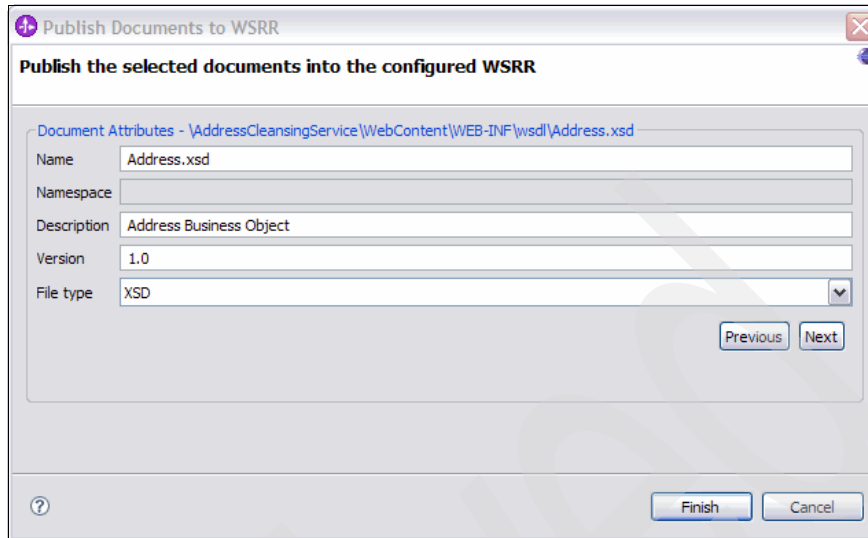 Publish Documents to WSRR
Publish the selected documents into the configured WSRR
Document Attributes - \AddressCleansingService\WebContent\WEB-INF\wsdl\Address.xsd
Name Address.xsd
Namespace
Description Address Business Object
Version 1.0
File type XSD
Previous Next
? Finish Cancel